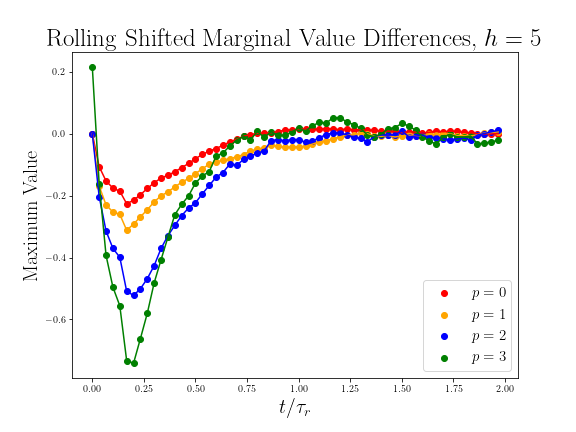 Rolling Shifted Marginal Value Differences, h = 5
Maximum Value
0.2
0.0
−0.2
−0.4
−0.6
0.00 0.25 0.50 0.75 1.00 1.25 1.50 1.75 2.00
t/τr
p = 0
p = 1
p = 2
p = 3